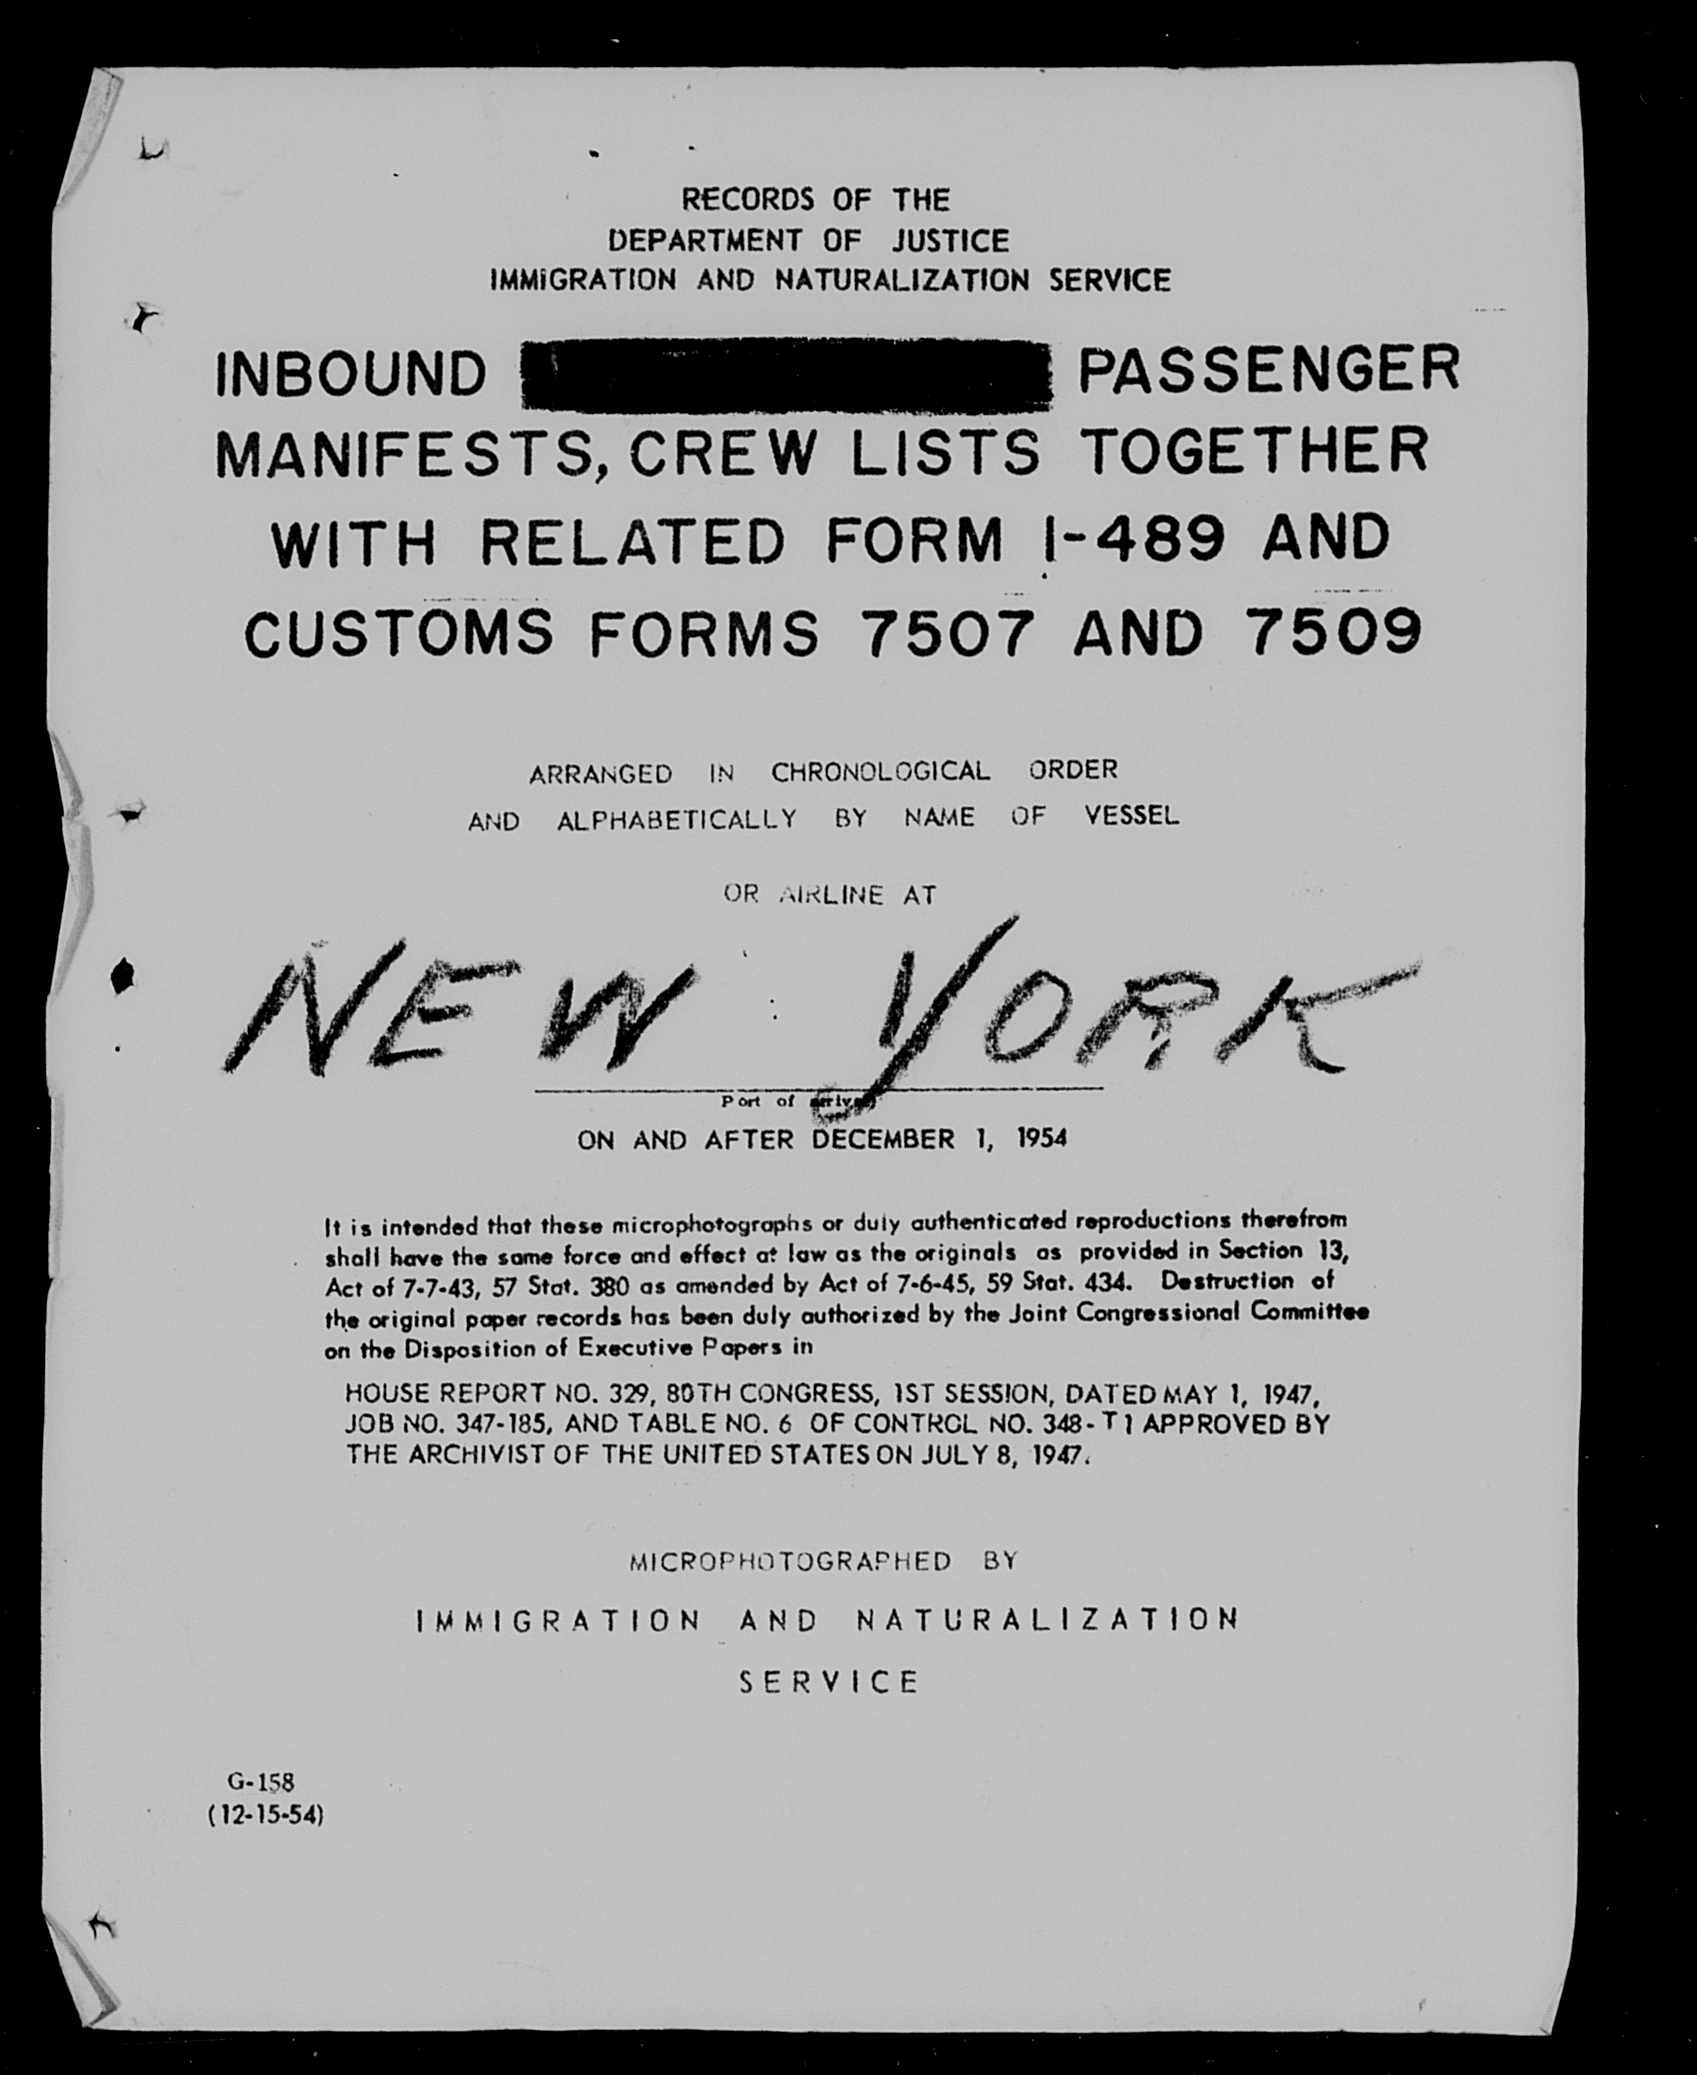 RECORDS OF THE
DEPARTMENT OF JUSTICE
IMMIGRATION AND NATURALIZATION SERVICE
INBOUND PASSENGER
MANIFESTS, CREW LISTS TOGETHER
WITH RELATED FORM I-489 AND
CUSTOMS FORMS 7507 AND 7509
ARRANGED IN CHRONOLOGICAL ORDER
AND ALPHABETICALLY BY NAME OF VESSEL
OR AIRLINE AT
NEW YORK
Port of arrival
ON AND AFTER DECEMBER 1, 1954
It is intended that these microphotographs or duly authenticated reproductions therefrom
shall have the same force and effect at law as the originals as provided in Section 13,
Act of 7-7-43, 57 Stat. 380 as amended by Act of 7-6-45, 59 Stat. 434. Destruction of
the original paper records has been duly authorized by the Joint Congressional Committee
on the Disposition of Executive Papers in
HOUSE REPORT NO. 329, 80TH CONGRESS, 1ST SESSION, DATED MAY 1, 1947,
JOB NO. 347-185, AND TABLE NO. 6 OF CONTROL NO. 348-T1 APPROVED BY
THE ARCHIVIST OF THE UNITED STATES ON JULY 8, 1947.
MICROPHOTOGRAPHED BY
IMMIGRATION AND NATURALIZATION
SERVICE
G-158
(12-15-54)